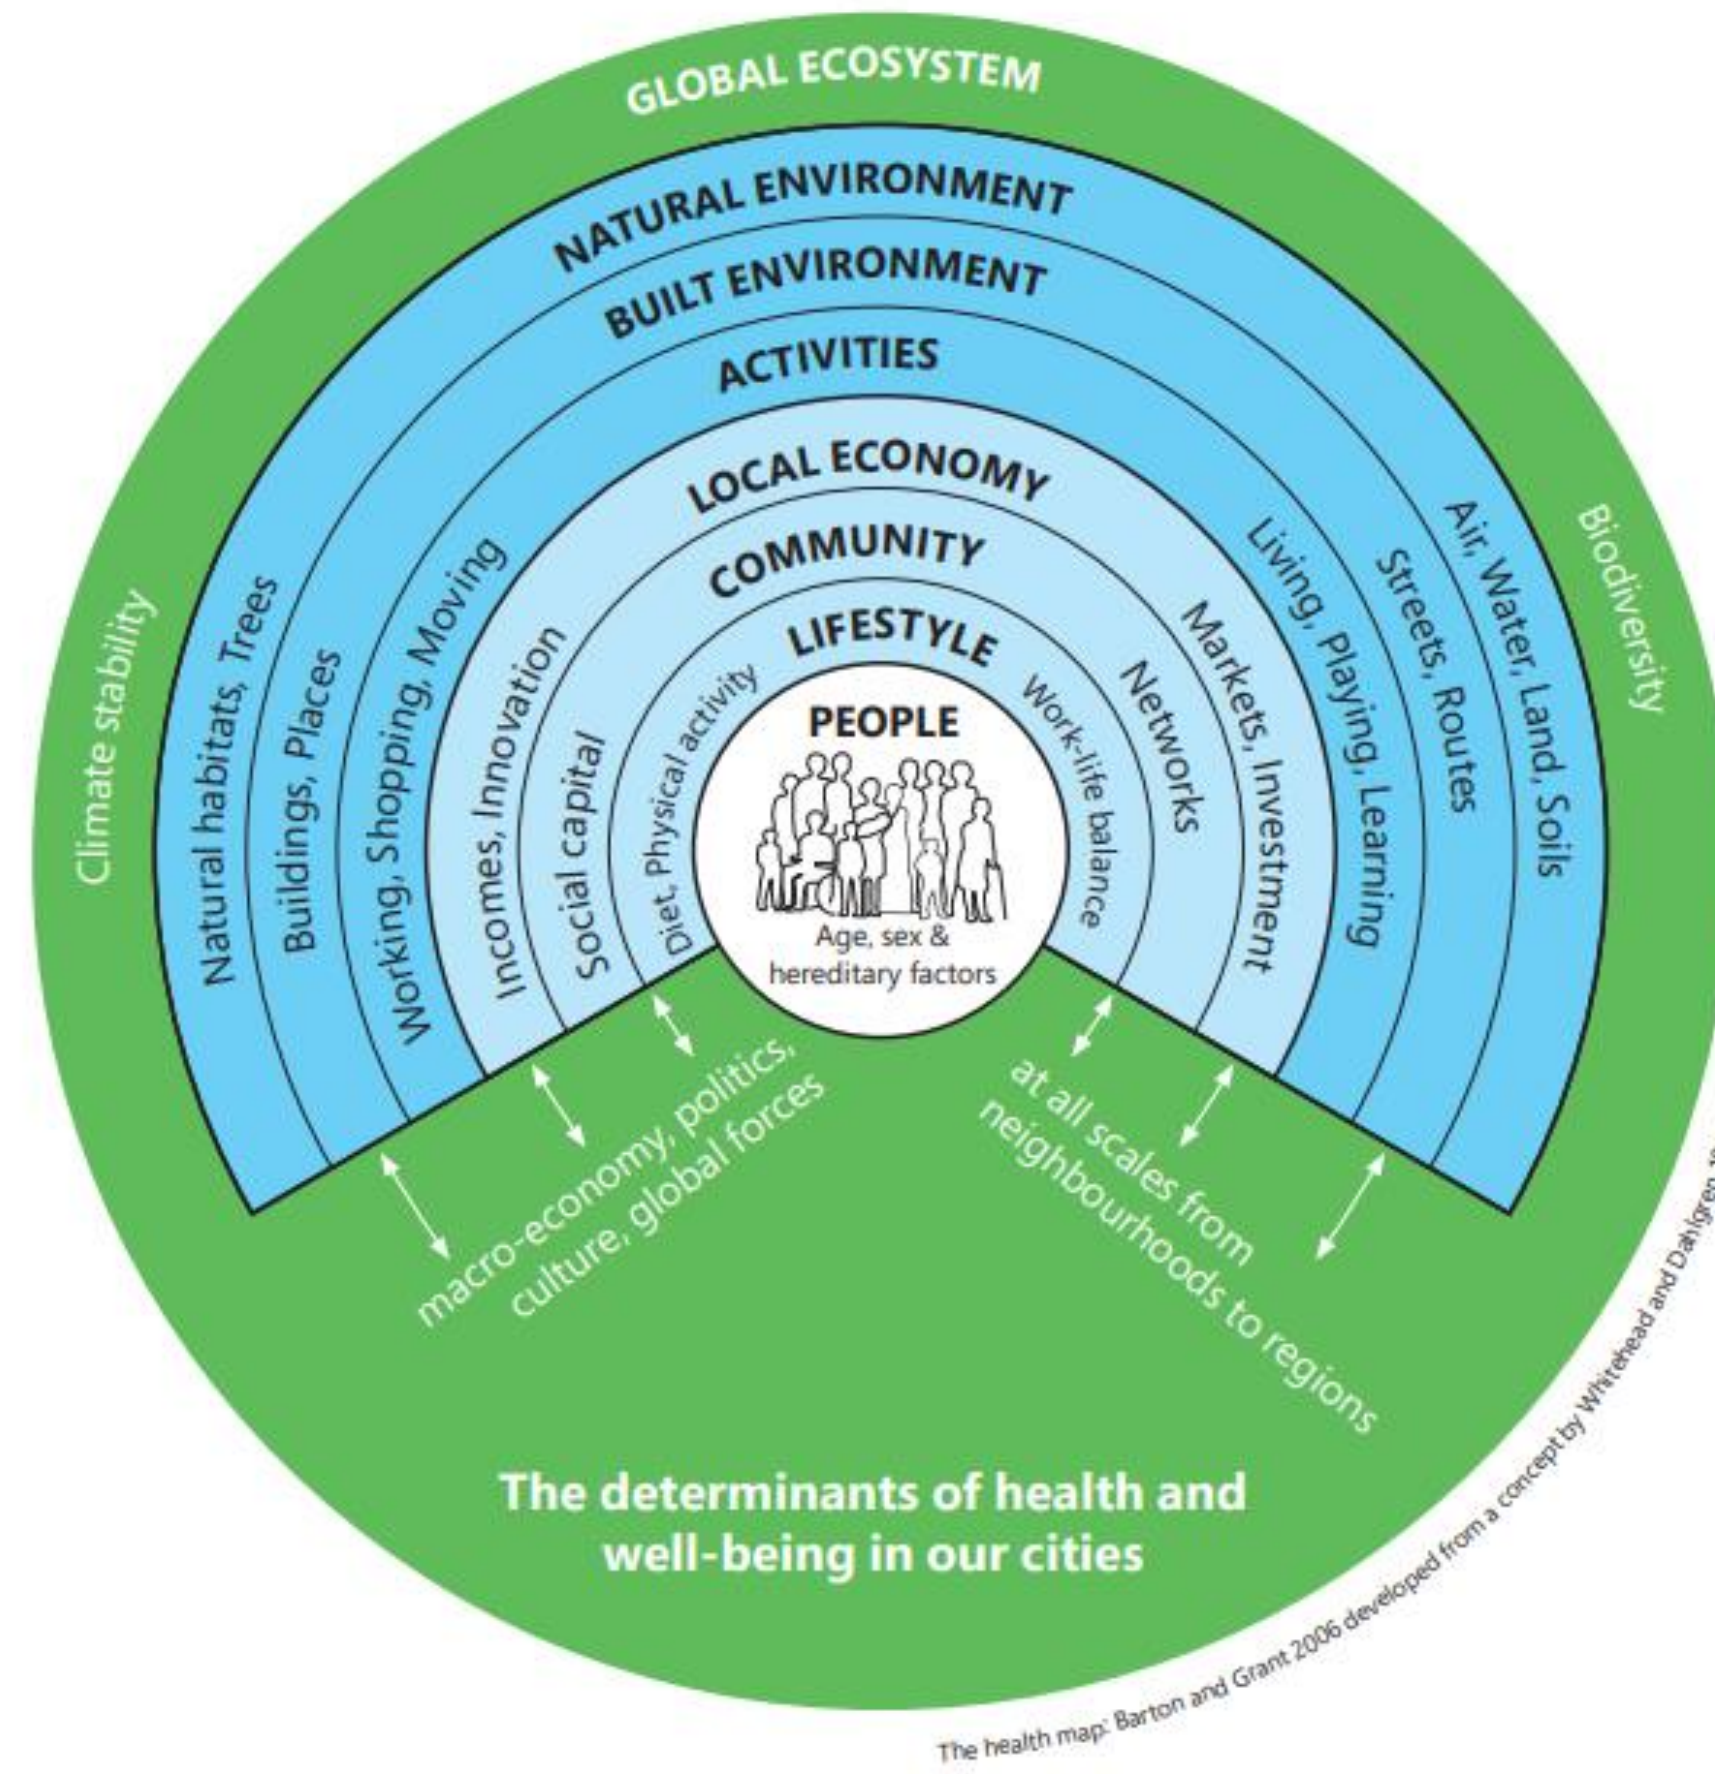 GLOBAL ECOSYSTEM
NATURAL ENVIRONMENT
BUILT ENVIRONMENT
ACTIVITIES
LOCAL ECONOMY
COMMUNITY
LIFESTYLE
PEOPLE
Age, sex &
hereditary factors
Climate stability
Natural habitats, Trees
Buildings, Places
Working, Shopping, Moving
Incomes, Innovation
Social capital
Diet, Physical activity
Work-life balance
Networks
Markets, Investment
Living, Playing, Learning
Streets, Routes
Air, Water, Land, Soils
Biodiversity
macro-economy, politics,
culture, global forces
at all scales from
neighbourhoods to regions
The determinants of health and
well-being in our cities
The health map: Barton and Grant 2006 developed from a concept by Whitehead and Dahlgren